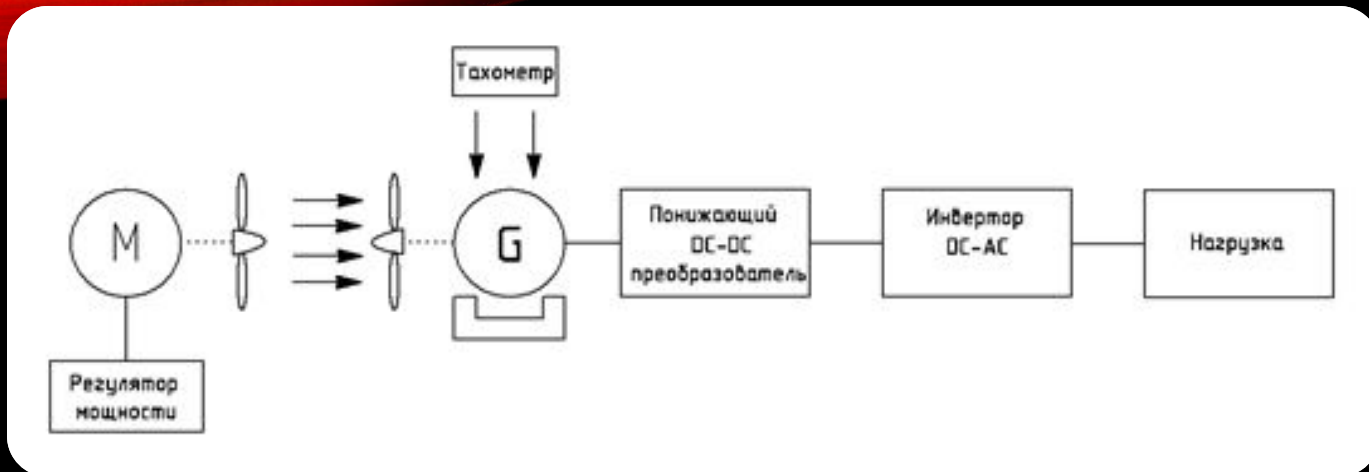 Тахометр
M
G
Понижающий
DC-DC
преобразователь
Инвертор
DC-AC
Нагрузка
Регулятор
мощности